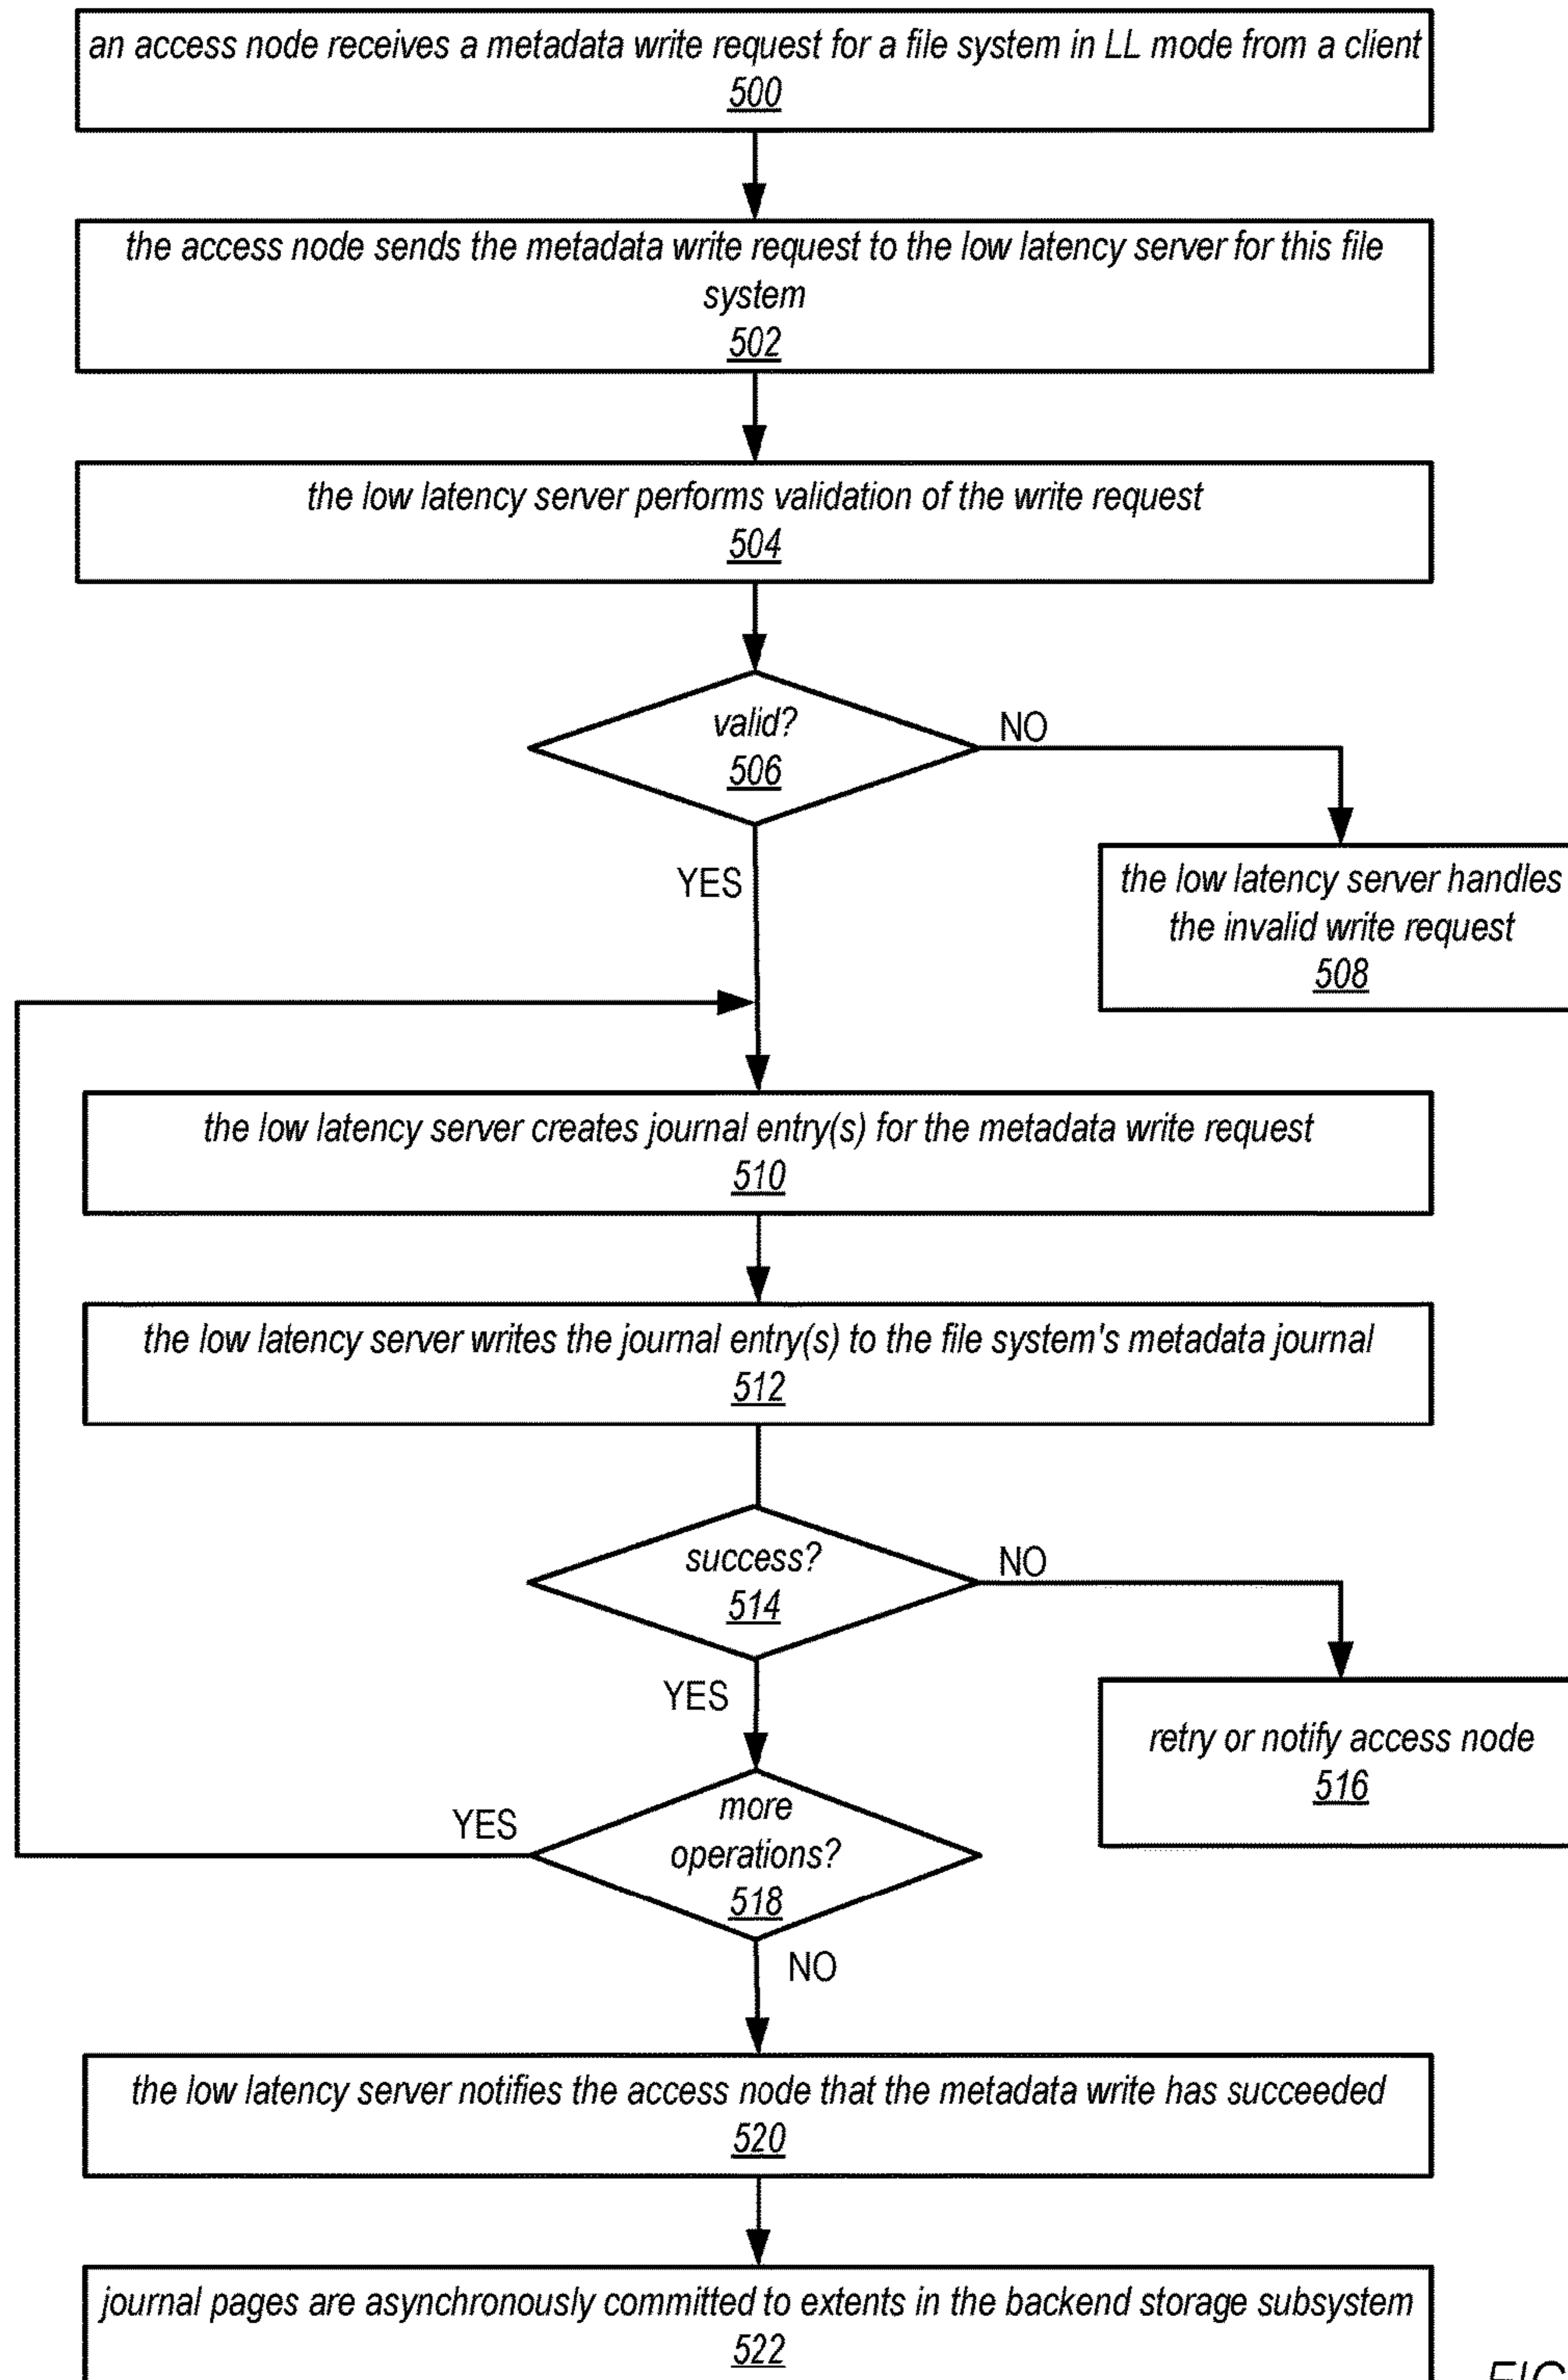 an access node receives a metadata write request for a file system in LL mode from a client
500
the access node sends the metadata write request to the low latency server for this file
system
502
the low latency server performs validation of the write request
504
valid?
506
NO
YES
the low latency server handles
the invalid write request
508
the low latency server creates journal entry(s) for the metadata write request
510
the low latency server writes the journal entry(s) to the file system's metadata journal
512
success?
514
NO
YES
retry or notify access node
516
more
operations?
518
YES
NO
the low latency server notifies the access node that the metadata write has succeeded
520
journal pages are asynchronously committed to extents in the backend storage subsystem
522
FIG